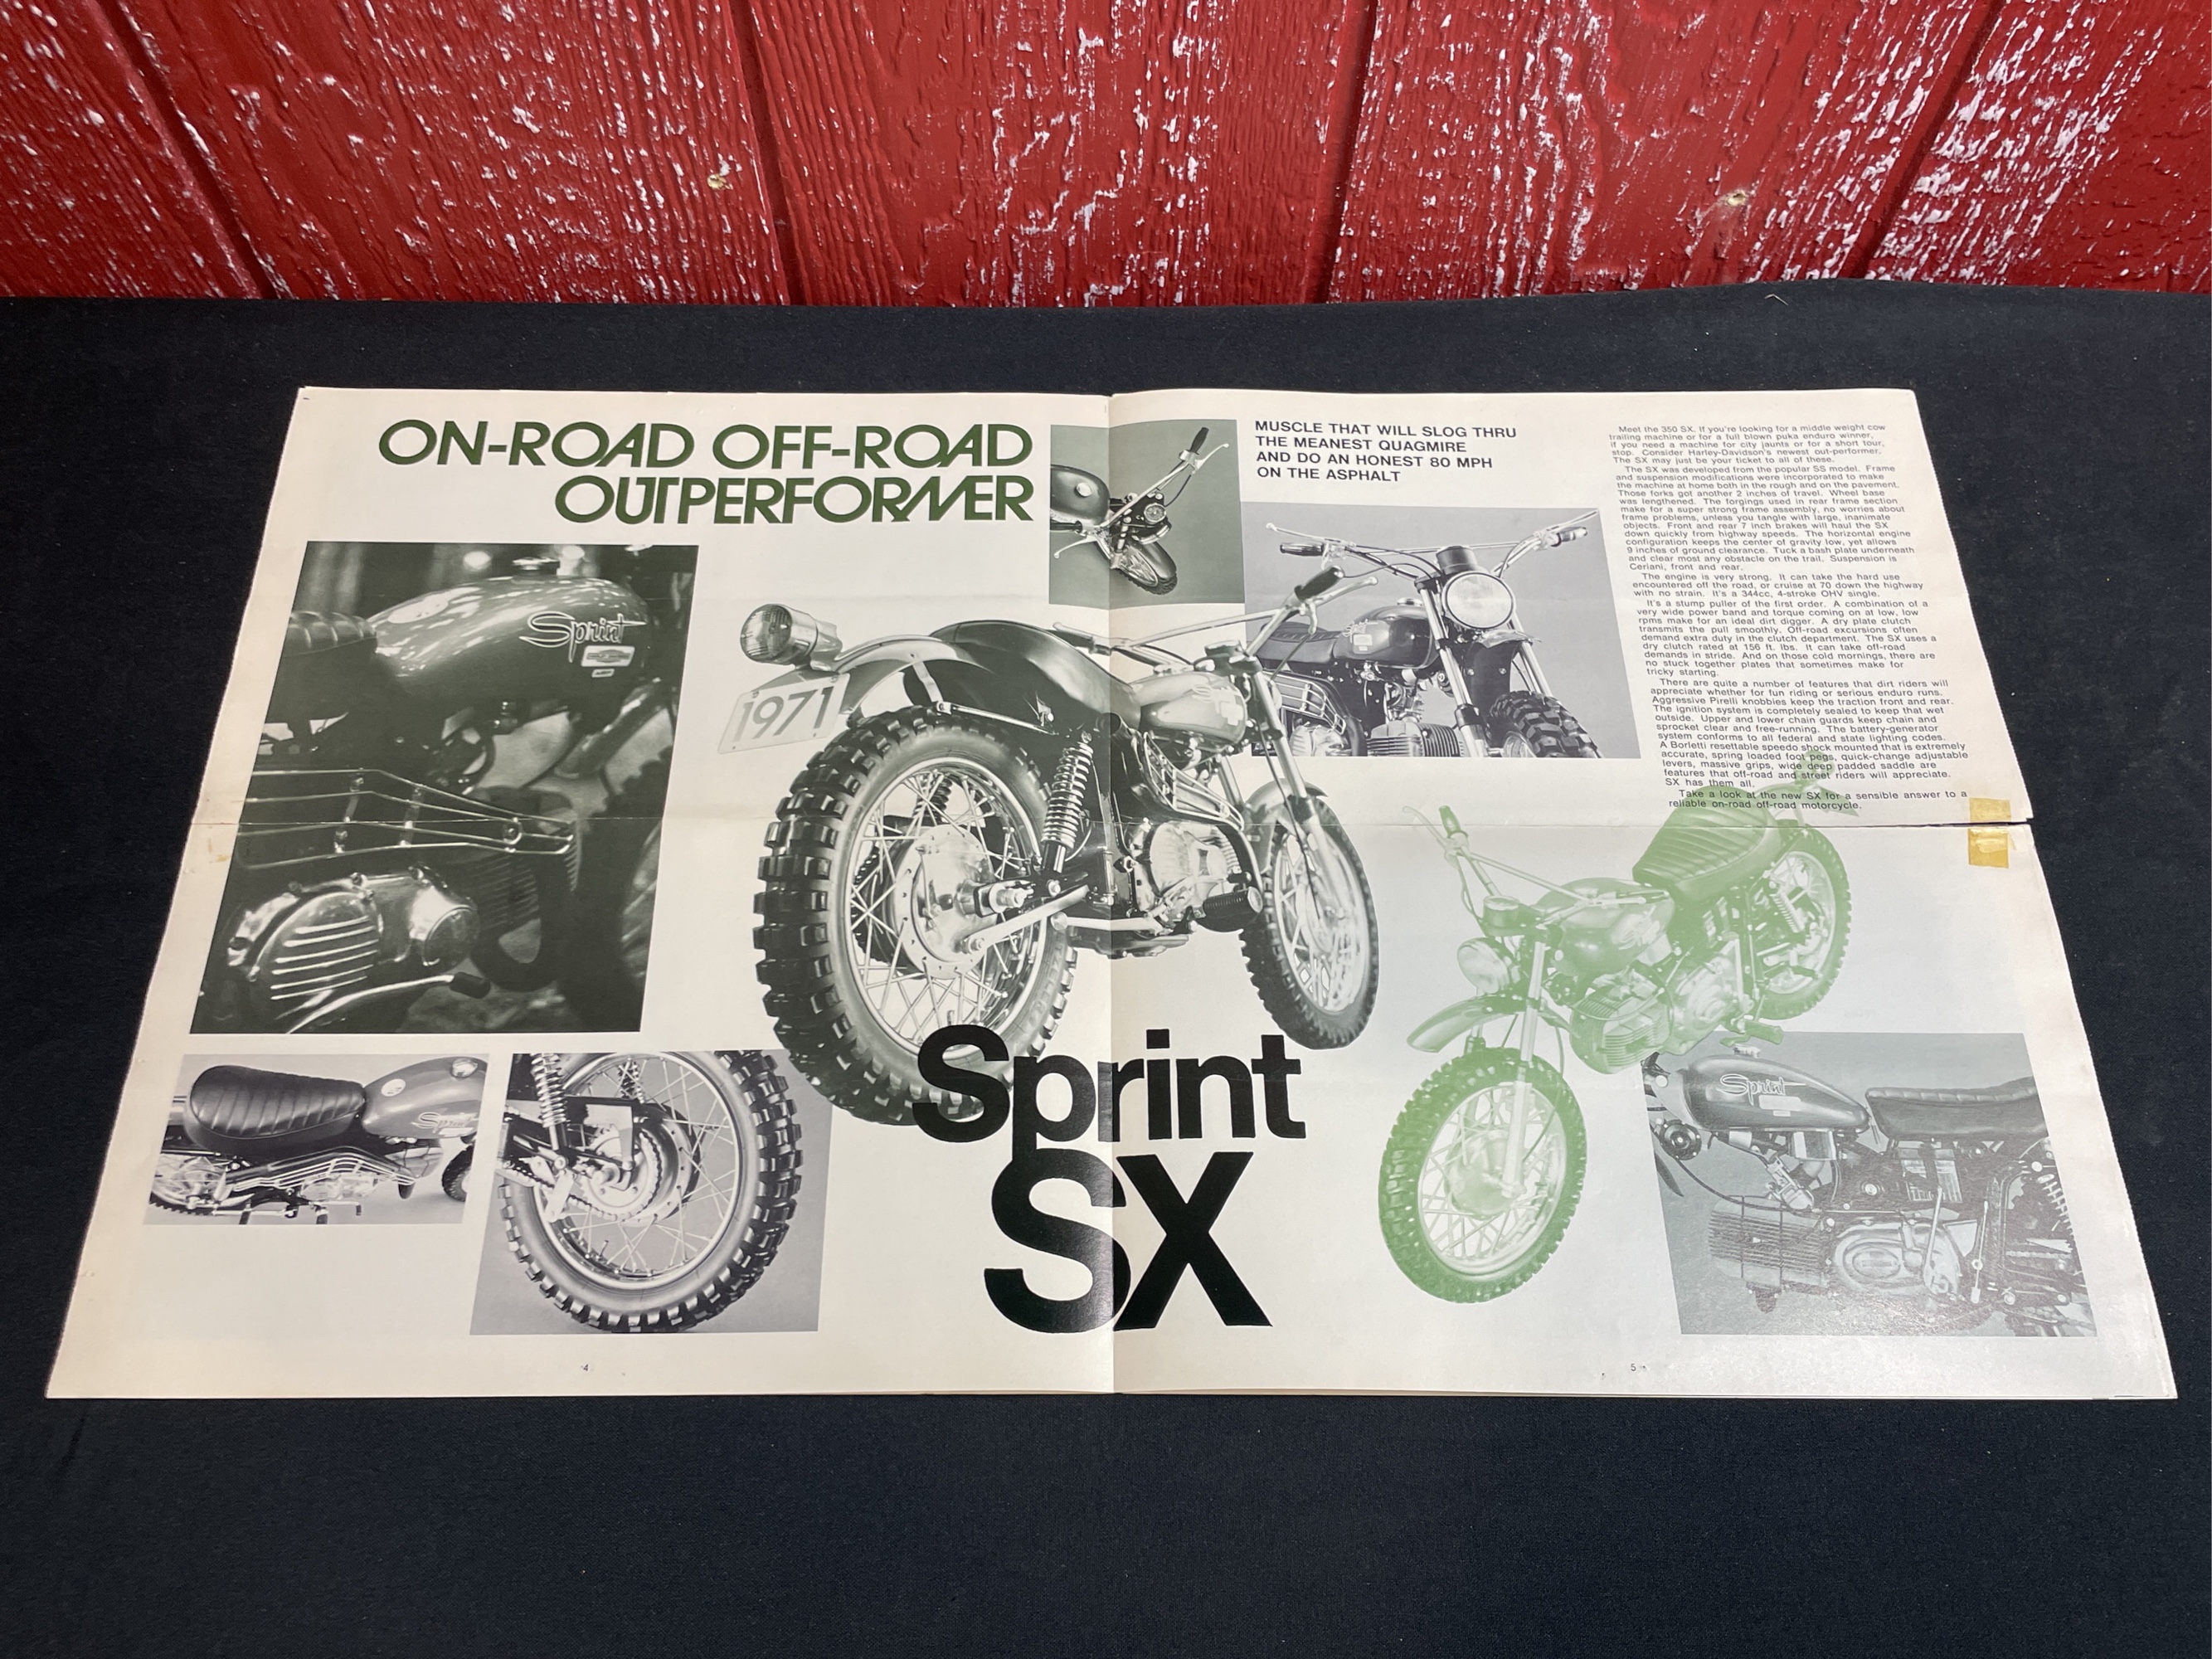 ON-ROAD OFF-ROAD
OUTPERFORMER
Sprint
1971
Sprint
MUSCLE THAT WILL SLOG THRU
THE MEANEST QUAGMIRE
AND DO AN HONEST 80 MPH
ON THE ASPHALT
Meet the 350 SX. If you're looking for a middle weight cow
trailing machine or for a full blown puka enduro winner,
if you need a machine for city jaunts or for a short tour,
stop. Consider Harley-Davidson's newest out-performer.
The SX may just be your ticket to all of these.
The SX was developed from the popular SS model. Frame
and suspension modifications were incorporated to make
the machine at home both in the rough and on the pavement.
Those forks got another 2 inches of travel. Wheel base
was lengthened. The forgings used in rear frame section
make for a super strong frame assembly, no worries about
frame problems, unless you tangle with large, inanimate
objects. Front and rear 7 inch brakes will haul the SX
down quickly from highway speeds. The horizontal engine
configuration keeps the center of gravity low, yet allows
9 inches of ground clearance. Tuck a bash plate underneath
and clear most any obstacle on the trail. Suspension is
Ceriani, front and rear.
The engine is very strong. It can take the hard use
encountered off the road, or cruise at 70 down the highway
with no strain. It's a 344cc, 4-stroke OHV single.
It's a stump puller of the first order. A combination of a
very wide power band and torque coming on at low, low
rpms make for an ideal dirt digger. A dry plate clutch
transmits the pull smoothly. Off-road excursions often
demand extra duty in the clutch department. The SX uses a
dry clutch rated at 156 ft. lbs. It can take off-road
demands in stride. And on those cold mornings, there are
no stuck together plates that sometimes make for
tricky starting.
There are quite a number of features that dirt riders will
appreciate whether for fun riding or serious enduro runs.
Aggressive Pirelli knobbies keep the traction front and rear.
The ignition system is completely sealed to keep that wet
outside. Upper and lower chain guards keep chain and
sprocket clear and free-running. The battery-generator
system conforms to all federal and state lighting codes.
A Borletti resettable speedo shock mounted that is extremely
accurate, spring loaded foot pegs, quick-change adjustable
levers, massive grips, wide deep padded saddle are
features that off-road and street riders will appreciate.
SX has them all.
Take a look at the new SX for a sensible answer to a
reliable on-road off-road motorcycle.
Sprint
SX
Sprint
4
5